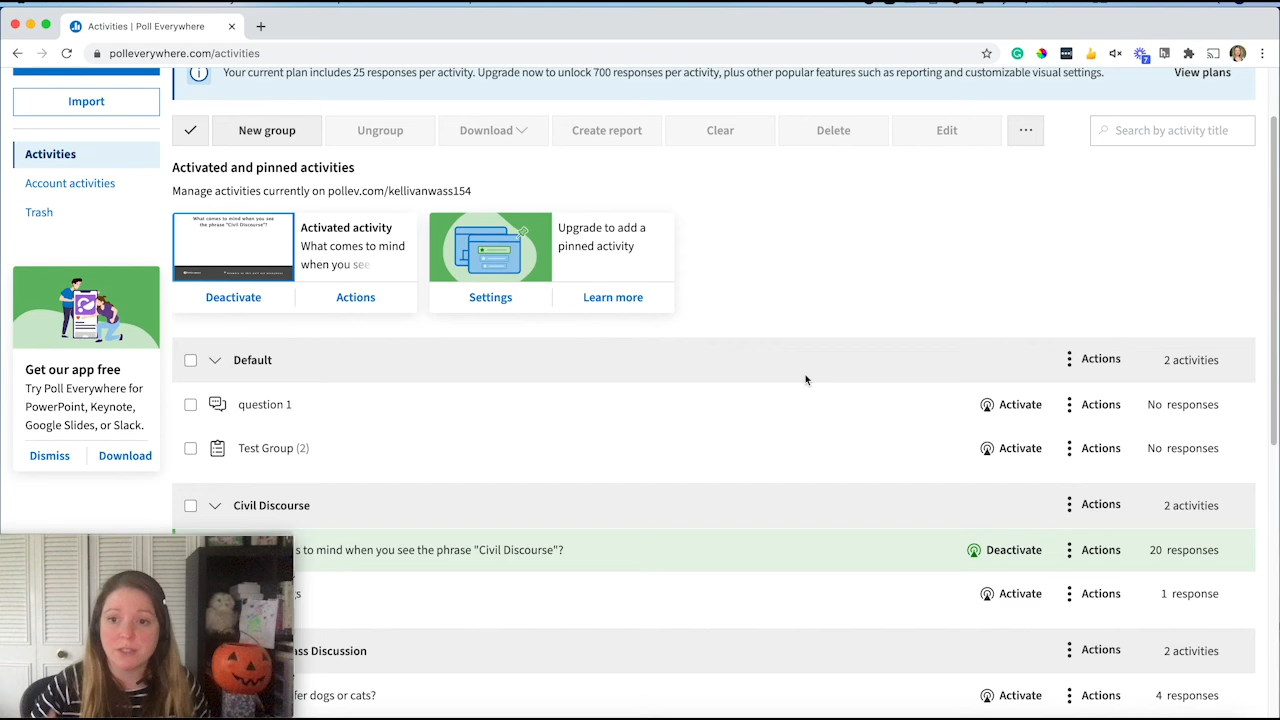 Activities | Poll Everywhere
polleverywhere.com/activities
7
Your current plan includes 25 responses per activity. Upgrade now to unlock 700 responses per activity, plus other popular features such as reporting and customizable visual settings.
View plans
Import
New group
Ungroup
Download
Create report
Clear
Delete
Edit
Search by activity title
Activities
Account activities
Trash
Activated and pinned activities
Manage activities currently on pollev.com/kellivanwass154
What comes to mind when you see
the phrase "Civil Discourse"?
Activated activity
What comes to mind
when you see
Deactivate
Actions
Upgrade to add a
pinned activity
Settings
Learn more
Get our app free
Try Poll Everywhere for
PowerPoint, Keynote,
Google Slides, or Slack.
Dismiss
Download
Default
Actions
2 activities
question 1
Activate
Actions
No responses
Test Group (2)
Activate
Actions
No responses
Civil Discourse
Actions
2 activities
s to mind when you see the phrase "Civil Discourse"?
Deactivate
Actions
20 responses
s
Activate
Actions
1 response
ass Discussion
Actions
2 activities
fer dogs or cats?
Activate
Actions
4 responses